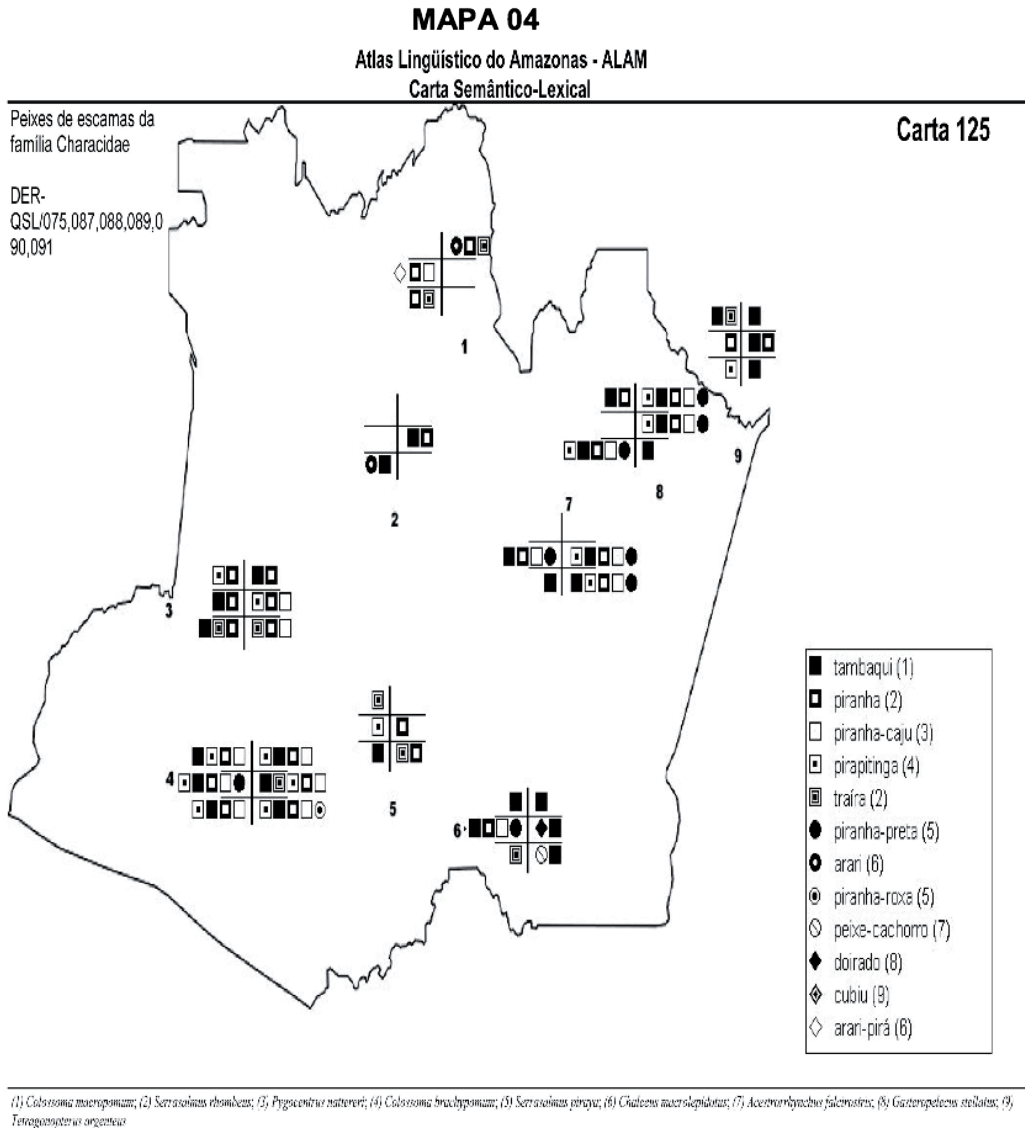 MAPA 04
Atlas Lingüístico do Amazonas - ALAM
Carta Semântico-Lexical
Peixes de escamas da
família Characidae
Carta 125
DER-
QSL/075,087,088,089,0
90,091
1
2
3
4
5
6
7
8
9
tambaqui (1)
piranha (2)
piranha-caju (3)
pirapitinga (4)
traíra (2)
piranha-preta (5)
arari (6)
piranha-roxa (5)
peixe-cachorro (7)
doirado (8)
cubiu (9)
arari-pirá (6)
(1) Colossoma macropomum; (2) Serrasalmus rhombeus; (3) Pygocentrus nattereri; (4) Colossoma brachypomum; (5) Serrasalmus piraya; (6) Chalceus macrolepidotus; (7) Acestrorrhynchus falcirostris; (8) Gasteropelecus stellatus; (9)
Tetragonopterus argenteus